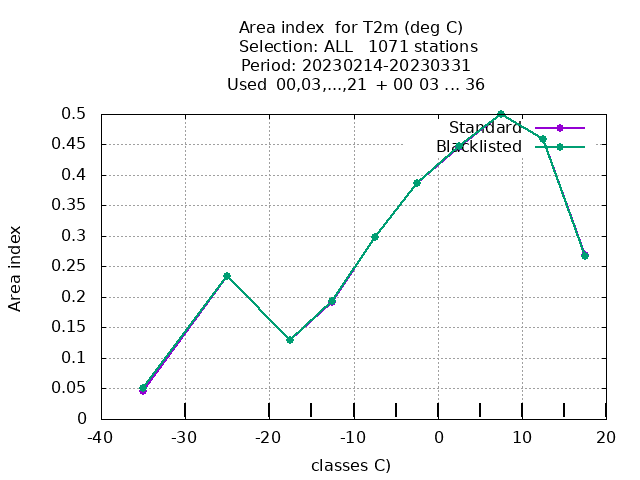 Area index for T2m (deg C)
Selection: ALL 1071 stations
Period: 20230214-20230331
Used 00,03,...,21 + 00 03 ... 36
Standard
Blacklisted
0.5
0.45
0.4
0.35
0.3
0.25
0.2
0.15
0.1
0.05
0
Area index
-40 -30 -20 -10 0 10 20
classes C)